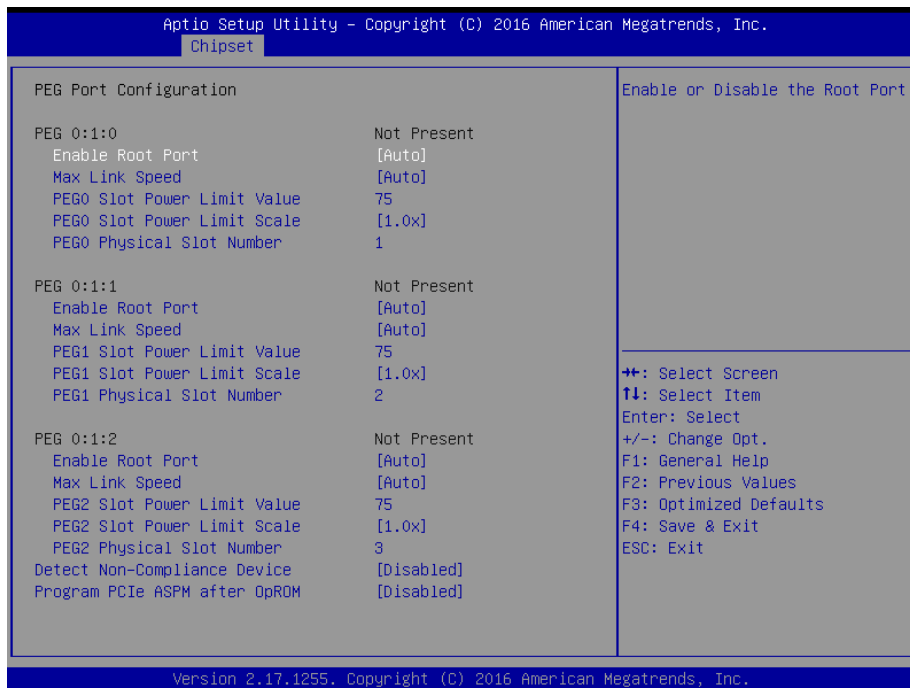 Aptio Setup Utility – Copyright (C) 2016 American Megatrends, Inc.
Chipset
PEG Port Configuration
PEG 0:1:0 Not Present
Enable Root Port [Auto]
Max Link Speed [Auto]
PEG0 Slot Power Limit Value 75
PEG0 Slot Power Limit Scale [1.0x]
PEG0 Physical Slot Number 1
PEG 0:1:1 Not Present
Enable Root Port [Auto]
Max Link Speed [Auto]
PEG1 Slot Power Limit Value 75
PEG1 Slot Power Limit Scale [1.0x]
PEG1 Physical Slot Number 2
PEG 0:1:2 Not Present
Enable Root Port [Auto]
Max Link Speed [Auto]
PEG2 Slot Power Limit Value 75
PEG2 Slot Power Limit Scale [1.0x]
PEG2 Physical Slot Number 3
Detect Non-Compliance Device [Disabled]
Program PCIe ASPM after OpROM [Disabled]
Enable or Disable the Root Port
→←: Select Screen
↑↓: Select Item
Enter: Select
+/-: Change Opt.
F1: General Help
F2: Previous Values
F3: Optimized Defaults
F4: Save & Exit
ESC: Exit
Version 2.17.1255. Copyright (C) 2016 American Megatrends, Inc.